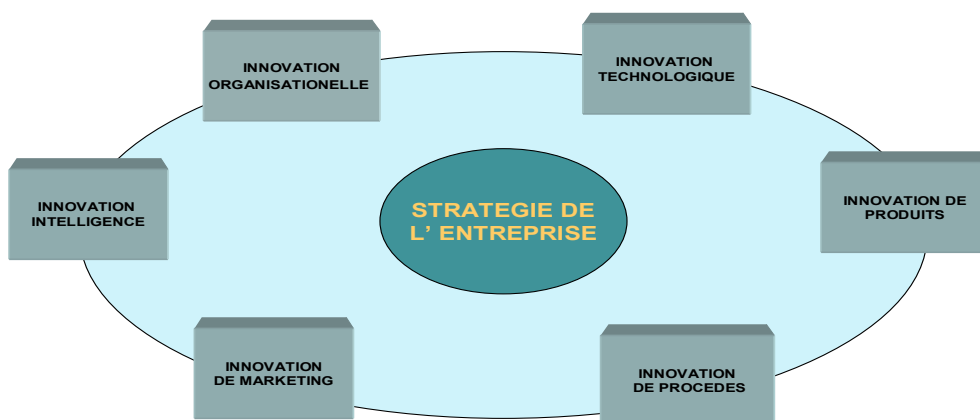 INNOVATION
ORGANISATIONELLE
INNOVATION
TECHNOLOGIQUE
INNOVATION
INTELLIGENCE
STRATEGIE DE
L' ENTREPRISE
INNOVATION DE
PRODUITS
INNOVATION
DE MARKETING
INNOVATION
DE PROCEDES